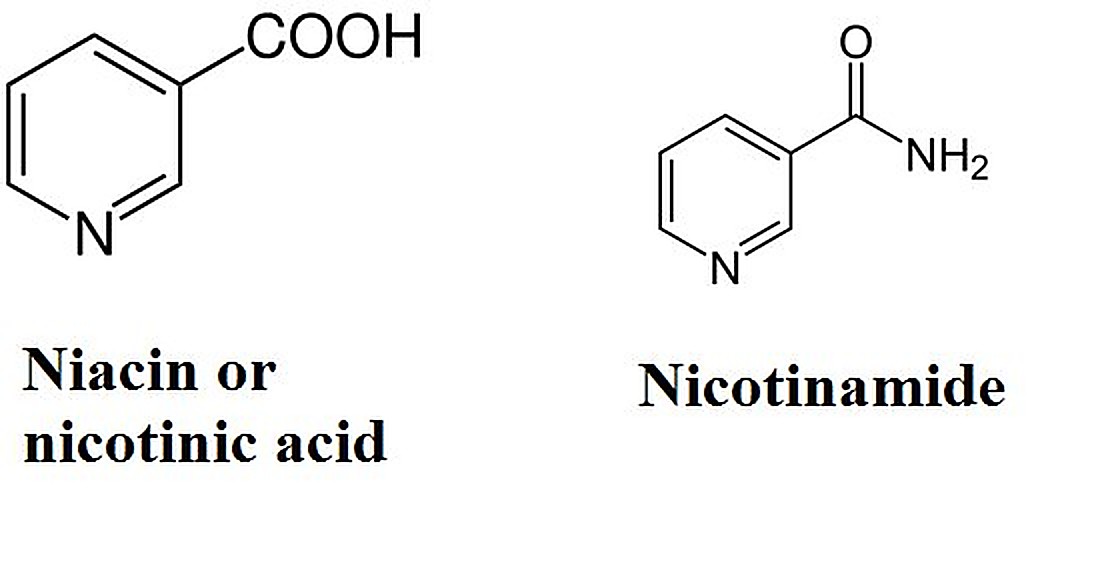 COOH
N
O
NH₂
N
Niacin or
nicotinic acid
Nicotinamide